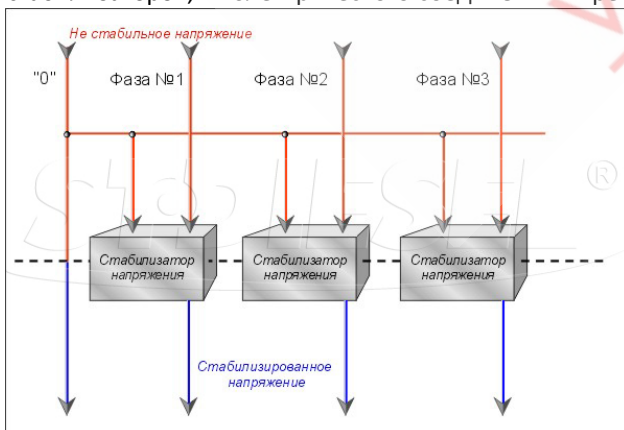 Не стабильное напряжение
"0" Фаза №1 Фаза №2 Фаза №3
®
Стабилизатор напряжения
Стабилизатор напряжения
Стабилизатор напряжения
Стабилизированное
напряжение